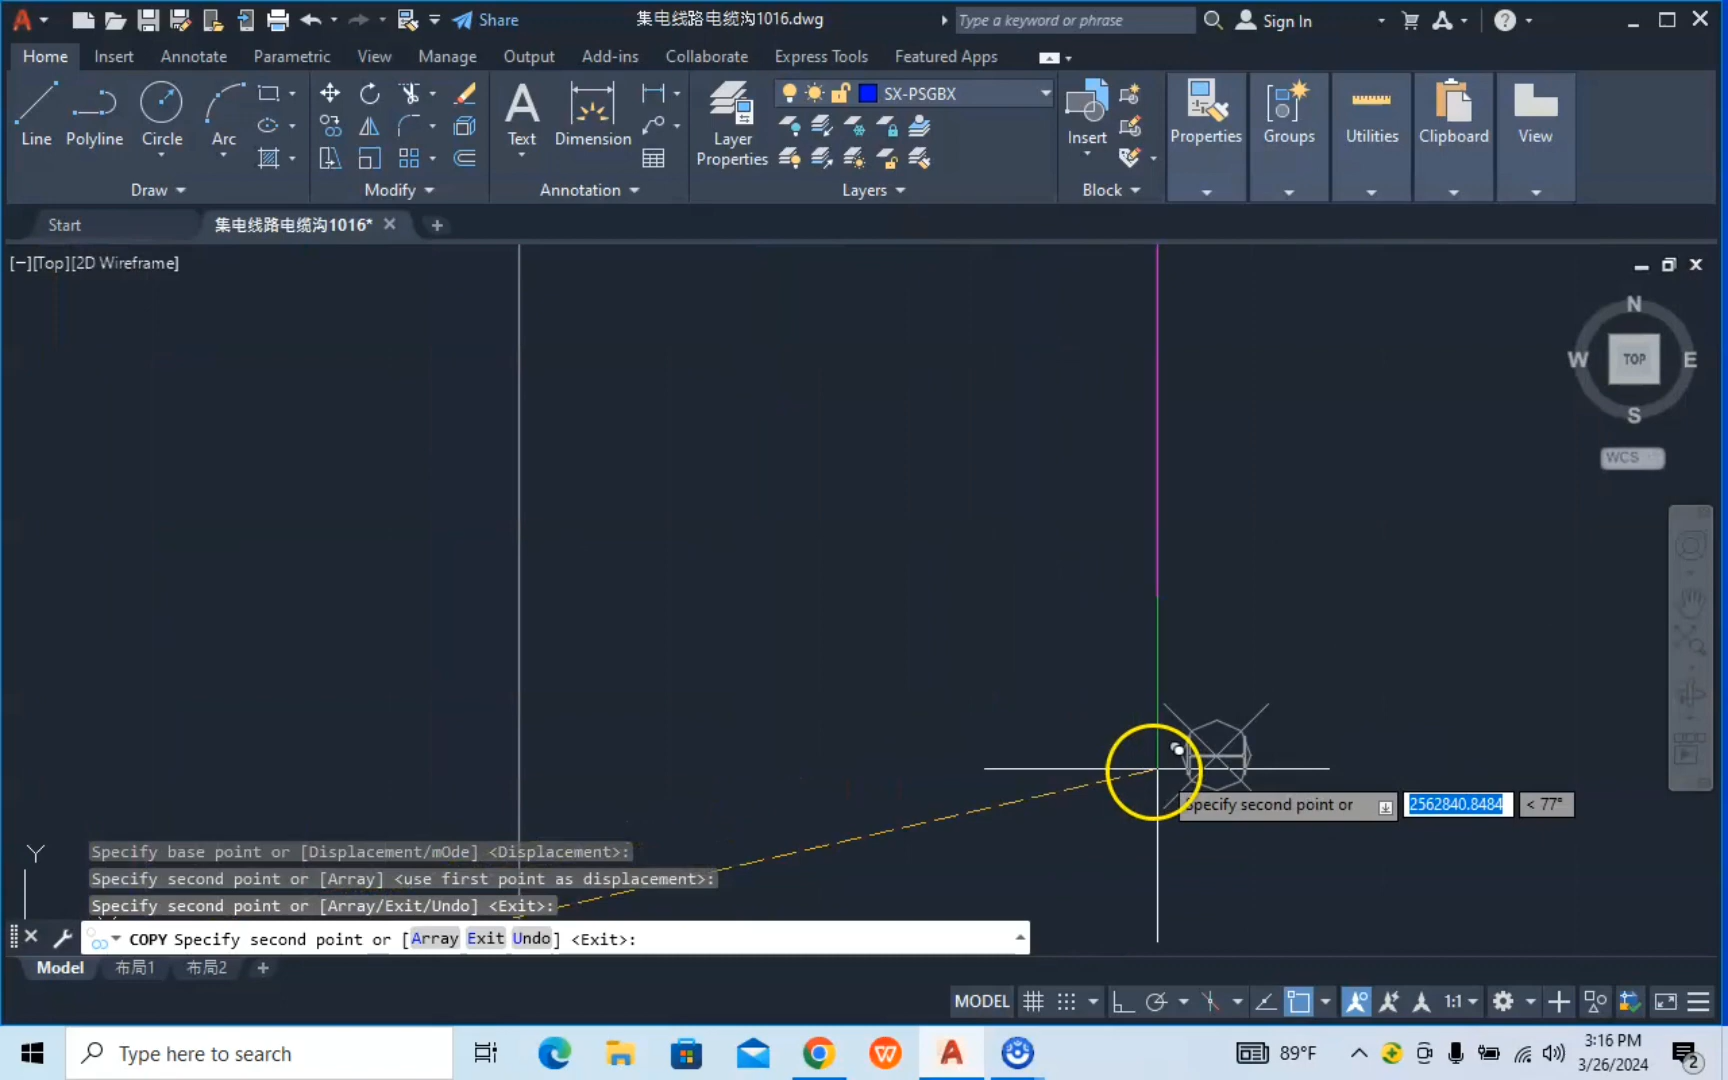 Share
集电线路电缆沟1016.dwg
Type a keyword or phrase
Sign In
Home Insert Annotate Parametric View Manage Output Add-ins Collaborate Express Tools Featured Apps
Line Polyline Circle Arc
Text Dimension
Layer Properties
SX-PSGBX
Insert
Properties Groups Utilities Clipboard View
Draw Modify Annotation Layers Block
Start 集电线路电缆沟1016*
[−][Top][2D Wireframe]
N
W TOP E
S
WCS
Specify second point or 2562840.8484 < 77°
Y
Specify base point or [Displacement/mOde] <Displacement>:
Specify second point or [Array] <use first point as displacement>:
Specify second point or [Array/Exit/Undo] <Exit>:
COPY Specify second point or [Array Exit Undo] <Exit>:
Model 布局1 布局2
MODEL 1:1
Type here to search
89°F
3:16 PM
3/26/2024
2